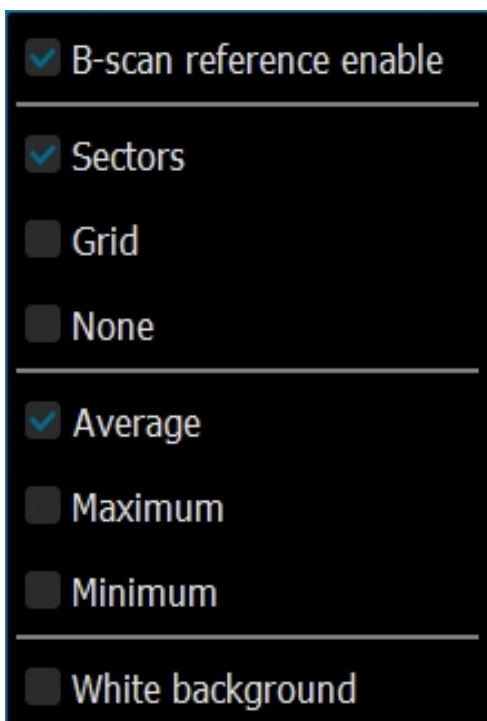 B-scan reference enable
Sectors
Grid
None
Average
Maximum
Minimum
White background